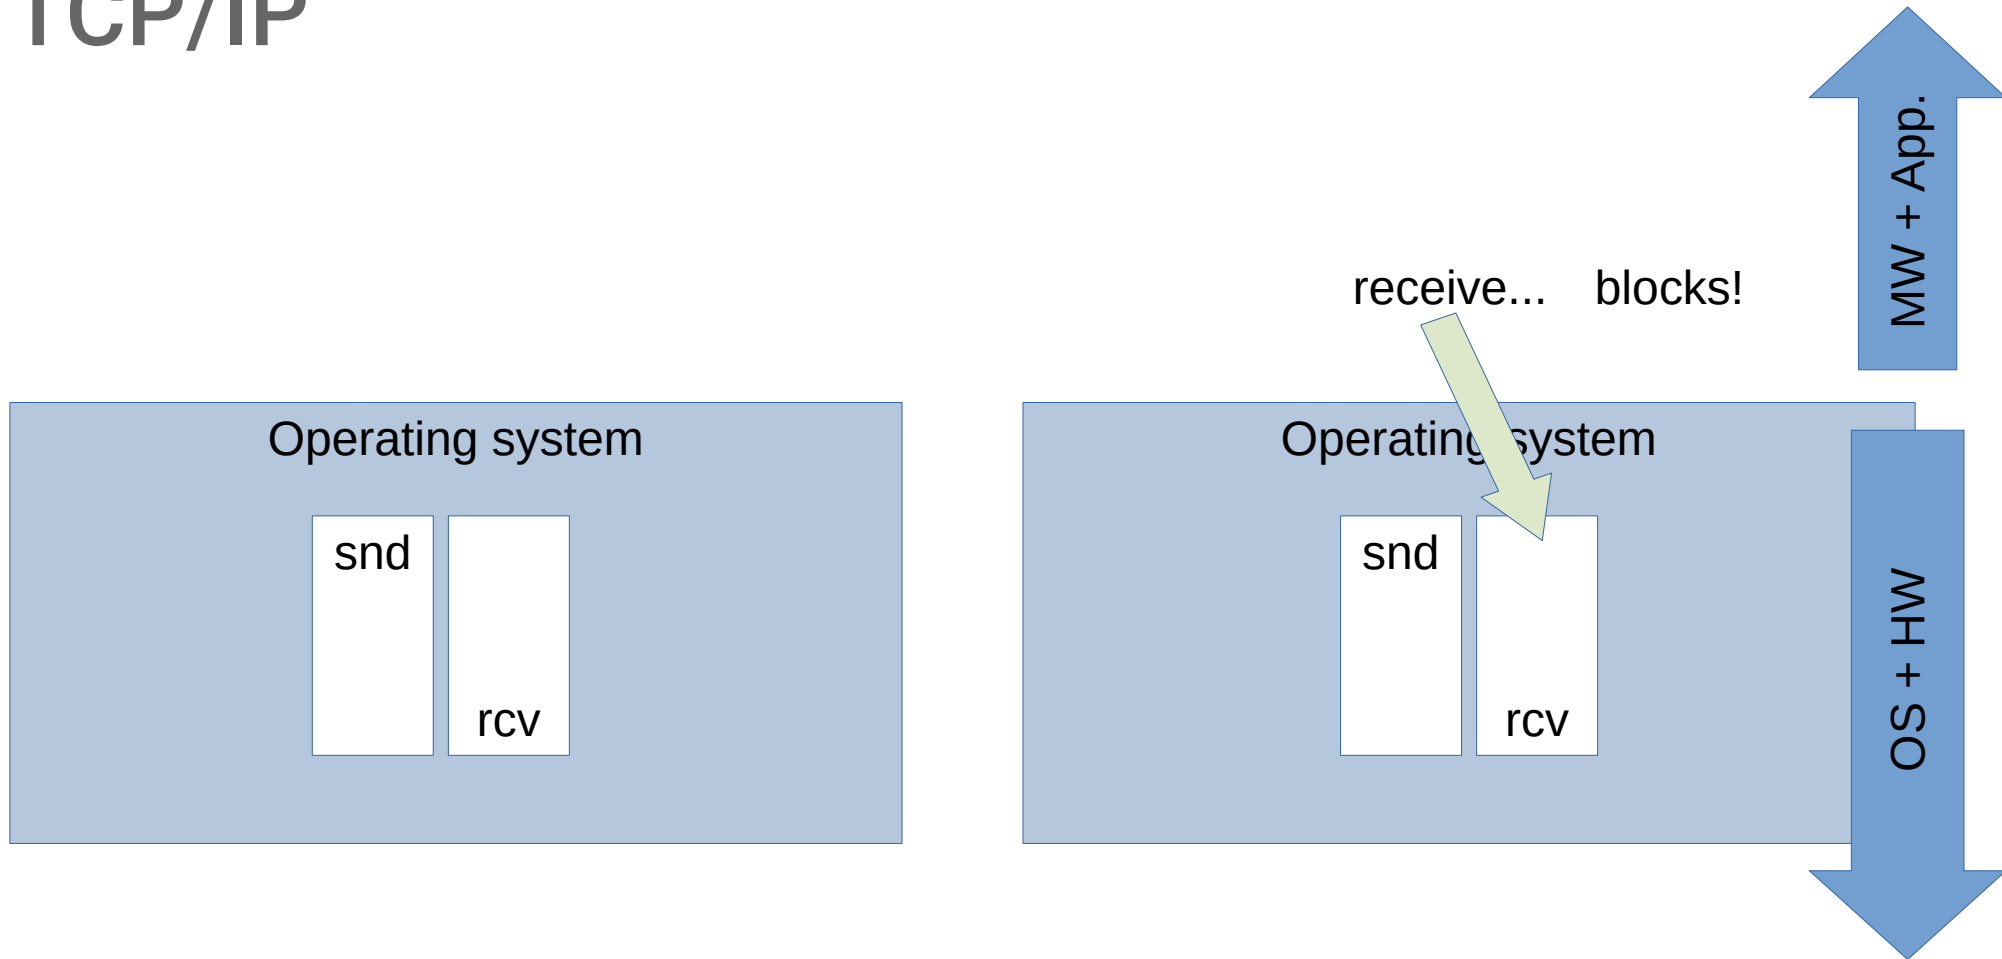 TCP/IP
MW + App.
receive... blocks!
Operating system
Operating system
snd
rcv
snd
rcv
OS + HW